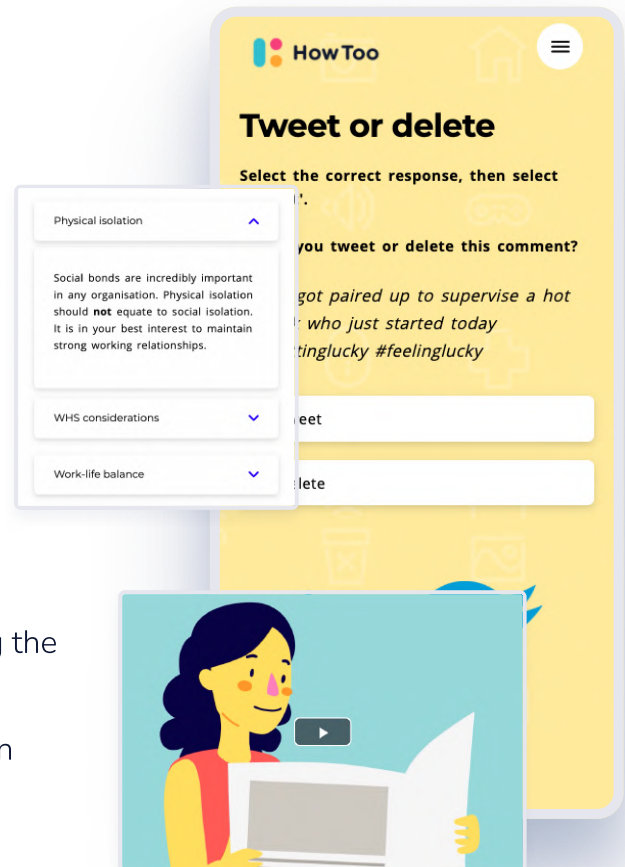 How Too
Tweet or delete
Select the correct response, then select
'.
you tweet or delete this comment?
got paired up to supervise a hot
who just started today
#feelinglucky
Physical isolation
Social bonds are incredibly important
in any organisation. Physical isolation
should not equate to social isolation.
It is in your best interest to maintain
strong working relationships.
WHS considerations
Work-life balance
eet
lete
the